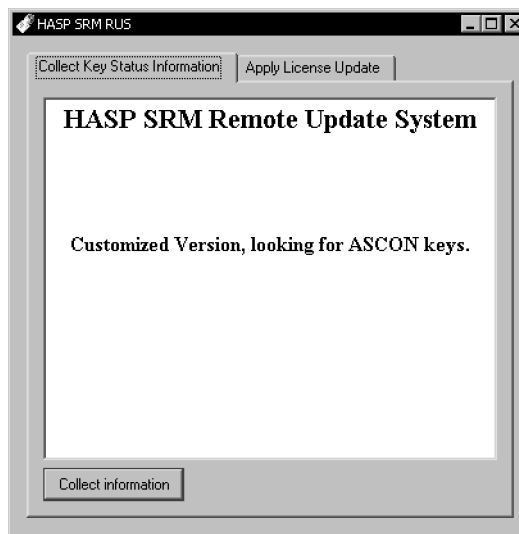 HASP SRM RUS
Collect Key Status Information
Apply License Update
HASP SRM Remote Update System
Customized Version, looking for ASCON keys.
Collect information